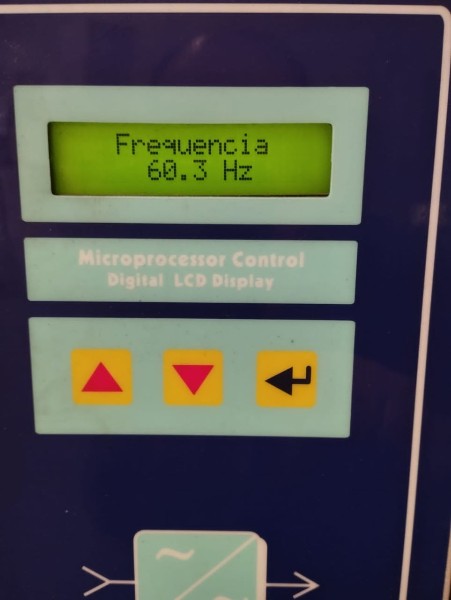 Frequencia
60.3 Hz
Microprocessor Control
Digital LCD Display